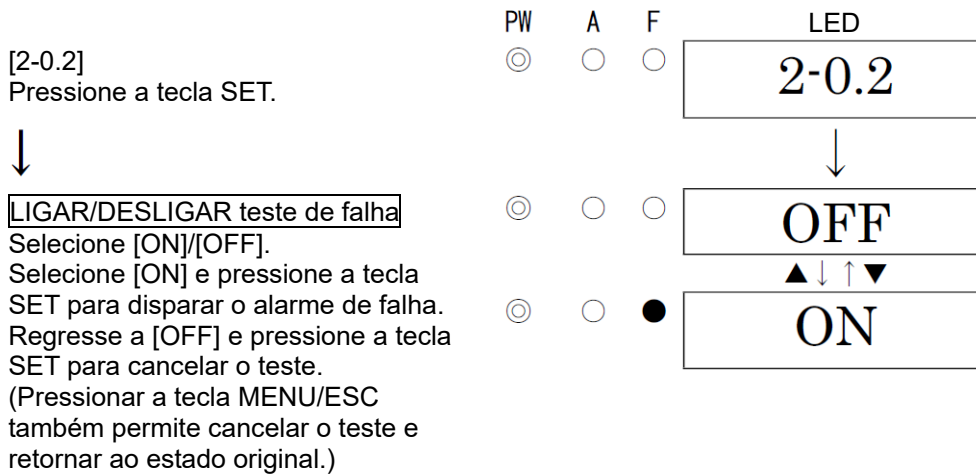 PW A F LED
[2-0.2]
Pressione a tecla SET.
◎ ○ ○ 2-0.2
↓ ↓
LIGAR/DESLIGAR teste de falha
◎ ○ ○ OFF
Selecione [ON]/[OFF].
Selecione [ON] e pressione a tecla
▲↓↑▼
SET para disparar o alarme de falha.
◎ ○ ● ON
Regresse a [OFF] e pressione a tecla
SET para cancelar o teste.
(Pressionar a tecla MENU/ESC
também permite cancelar o teste e
retornar ao estado original.)